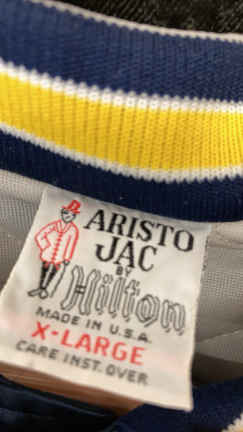 ARISTO
JAC
BY
Hilton
MADE IN U.S.A.
X-LARGE
CARE INST. OVER